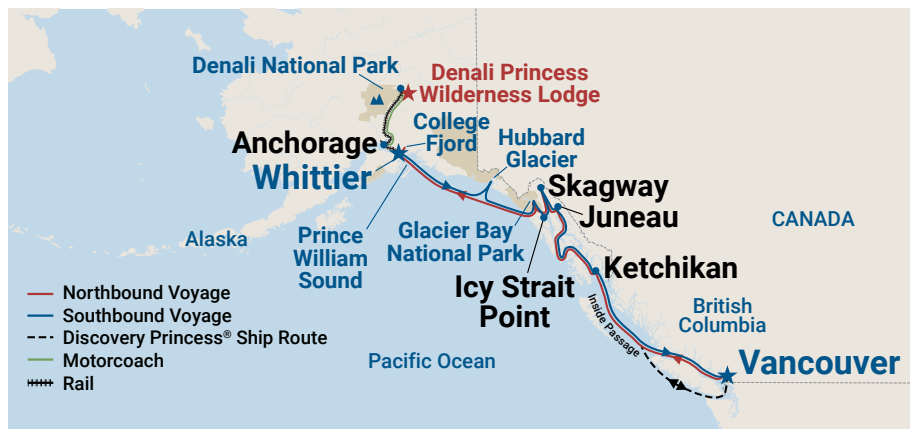 Denali National Park
Denali Princess
Wilderness Lodge
College
Fjord
Hubbard
Glacier
Anchorage
Whittier
Skagway
Juneau
CANADA
Alaska
Prince
William
Sound
Glacier Bay
National Park
Icy Strait
Point
Ketchikan
Inside Passage
British
Columbia
Vancouver
Pacific Ocean
Northbound Voyage
Southbound Voyage
Discovery Princess® Ship Route
Motorcoach
Rail